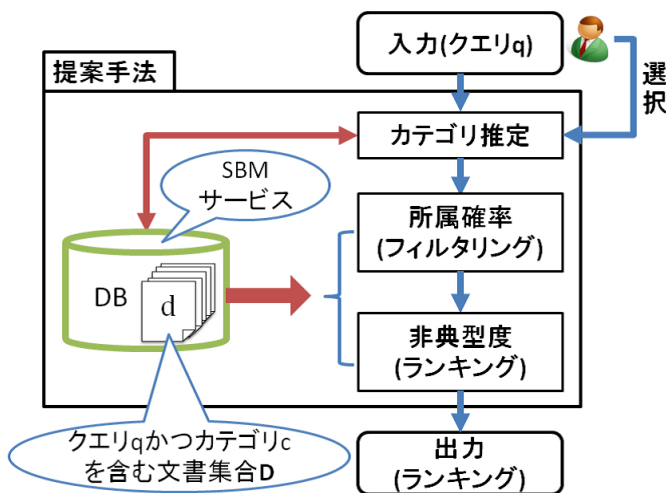 入力(クエリq)
提案手法
選
択
カテゴリ推定
SBM
サービス
所属確率
(フィルタリング)
DB
d
非典型度
(ランキング)
クエリqかつカテゴリc
を含む文書集合D
出力
(ランキング)